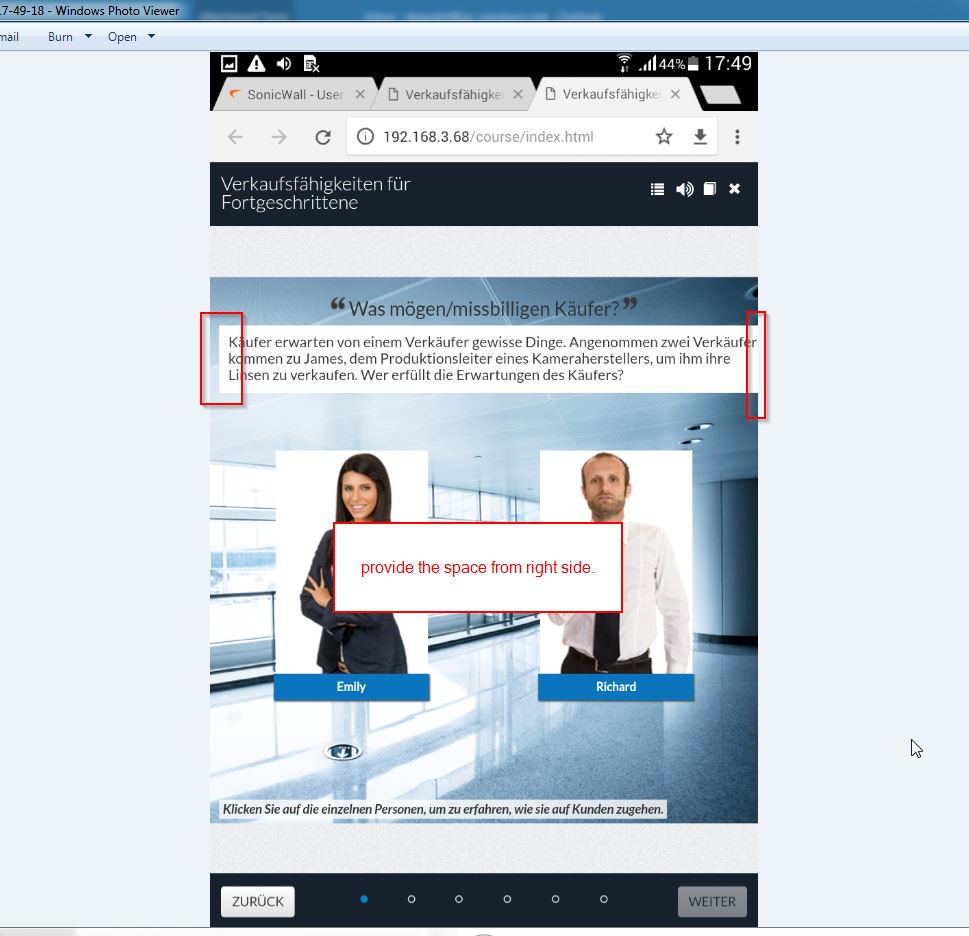 17-49-18 - Windows Photo Viewer
mail Burn Open
44% 17:49
SonicWall - User Verkaufsfähigkei Verkaufsfähigkei
192.168.3.68/course/index.html
Verkaufsfähigkeiten für
Fortgeschrittene
“Was mögen/missbilligen Käufer?”
Käufer erwarten von einem Verkäufer gewisse Dinge. Angenommen zwei Verkäufer
kommen zu James, dem Produktionsleiter eines Kameraherstellers, um ihm ihre
Linsen zu verkaufen. Wer erfüllt die Erwartungen des Käufers?
provide the space from right side.
Emily Richard
Klicken Sie auf die einzelnen Personen, um zu erfahren, wie sie auf Kunden zugehen.
ZURÜCK WEITER